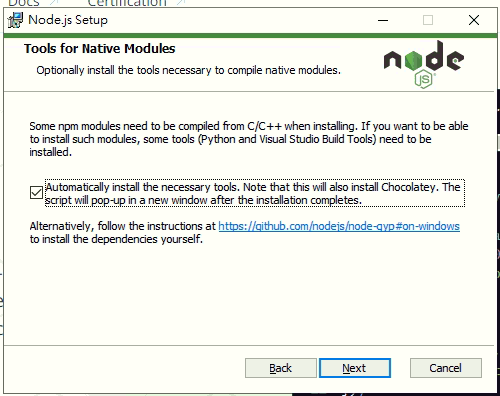 Docs ↗ Certification ↗
Node.js Setup
Tools for Native Modules
Optionally install the tools necessary to compile native modules.
node
JS
Some npm modules need to be compiled from C/C++ when installing. If you want to be able
to install such modules, some tools (Python and Visual Studio Build Tools) need to be
installed.
Automatically install the necessary tools. Note that this will also install Chocolatey. The
script will pop-up in a new window after the installation completes.
Alternatively, follow the instructions at https://github.com/nodejs/node-gyp#on-windows
to install the dependencies yourself.
Back Next Cancel